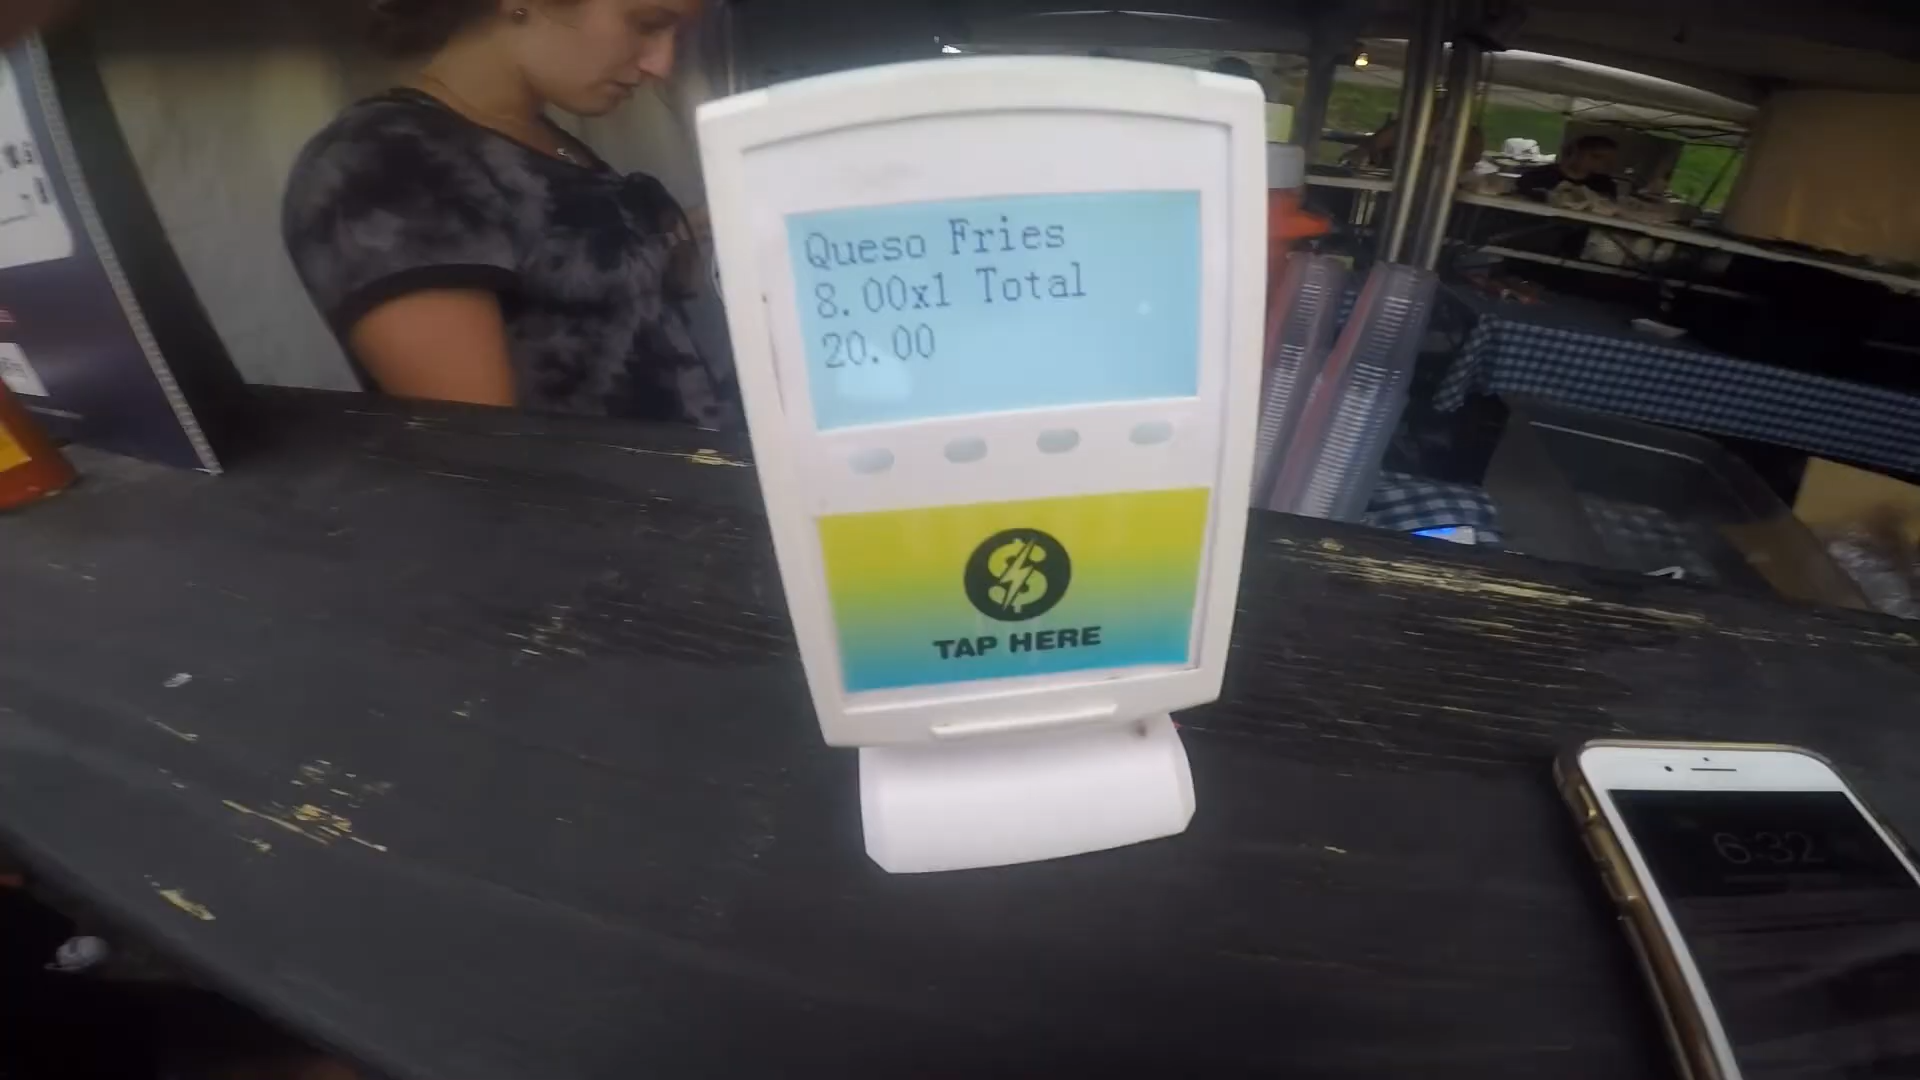 Queso Fries
8.00x1 Total
20.00
$
TAP HERE
6:32